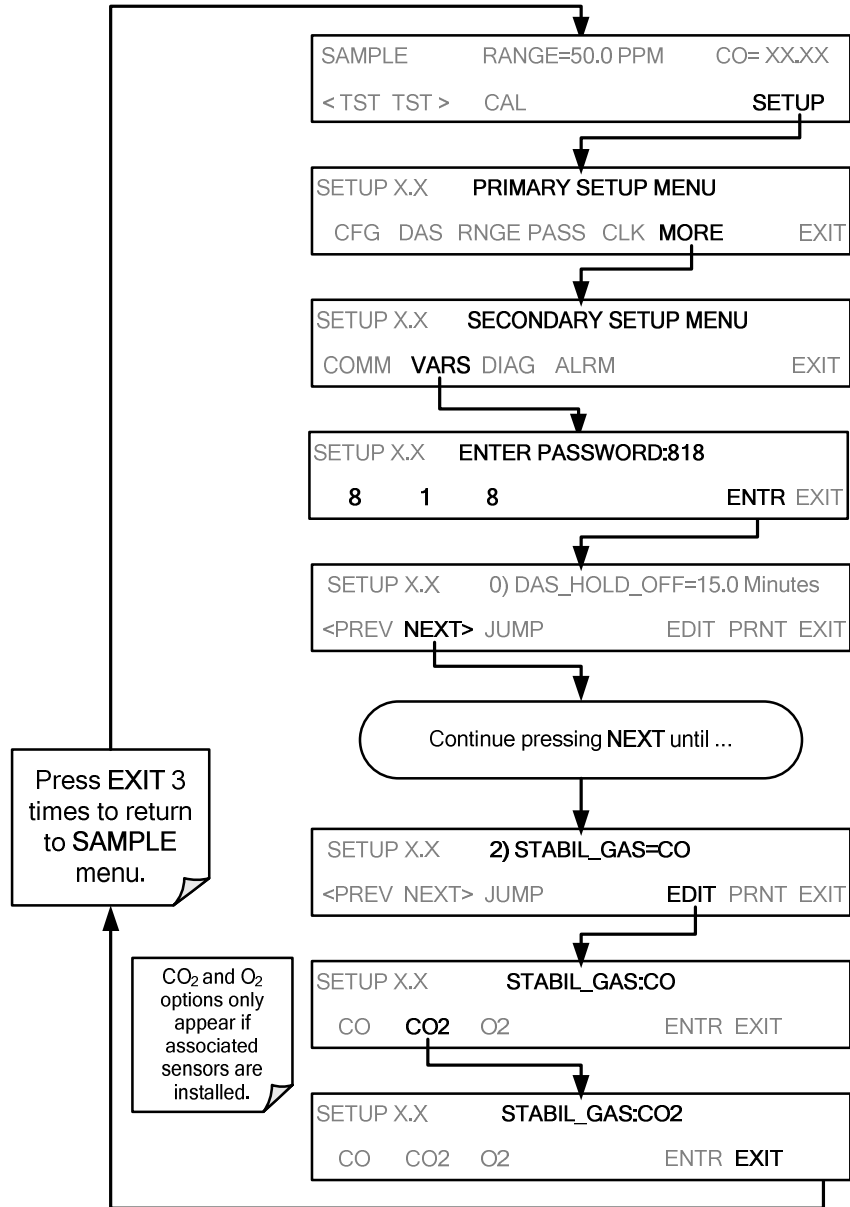 SAMPLE RANGE=50.0 PPM CO= XX.XX
< TST TST > CAL SETUP
SETUP X.X PRIMARY SETUP MENU
CFG DAS RNGE PASS CLK MORE EXIT
SETUP X.X SECONDARY SETUP MENU
COMM VARS DIAG ALRM EXIT
SETUP X.X ENTER PASSWORD:818
8 1 8 ENTR EXIT
SETUP X.X 0) DAS_HOLD_OFF=15.0 Minutes
<PREV NEXT> JUMP EDIT PRNT EXIT
Continue pressing NEXT until ...
SETUP X.X 2) STABIL_GAS=CO
<PREV NEXT> JUMP EDIT PRNT EXIT
SETUP X.X STABIL_GAS:CO
CO CO2 O2 ENTR EXIT
SETUP X.X STABIL_GAS:CO2
CO CO2 O2 ENTR EXIT
Press EXIT 3
times to return
to SAMPLE
menu.
CO2 and O2
options only
appear if
associated
sensors are
installed.